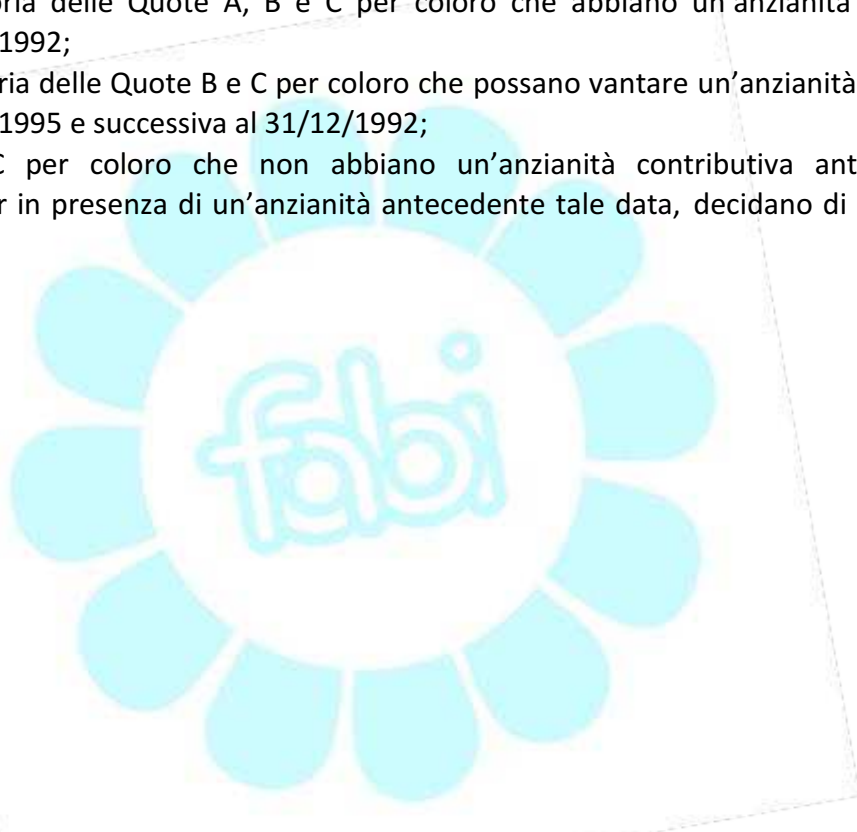 oria delle Quote A, B e C per coloro che abbiano un'anzianità
1992;
ria delle Quote B e C per coloro che possano vantare un'anzianità
1995 e successiva al 31/12/1992;
C per coloro che non abbiano un'anzianità contributiva ant
r in presenza di un'anzianità antecedente tale data, decidano di
fabi